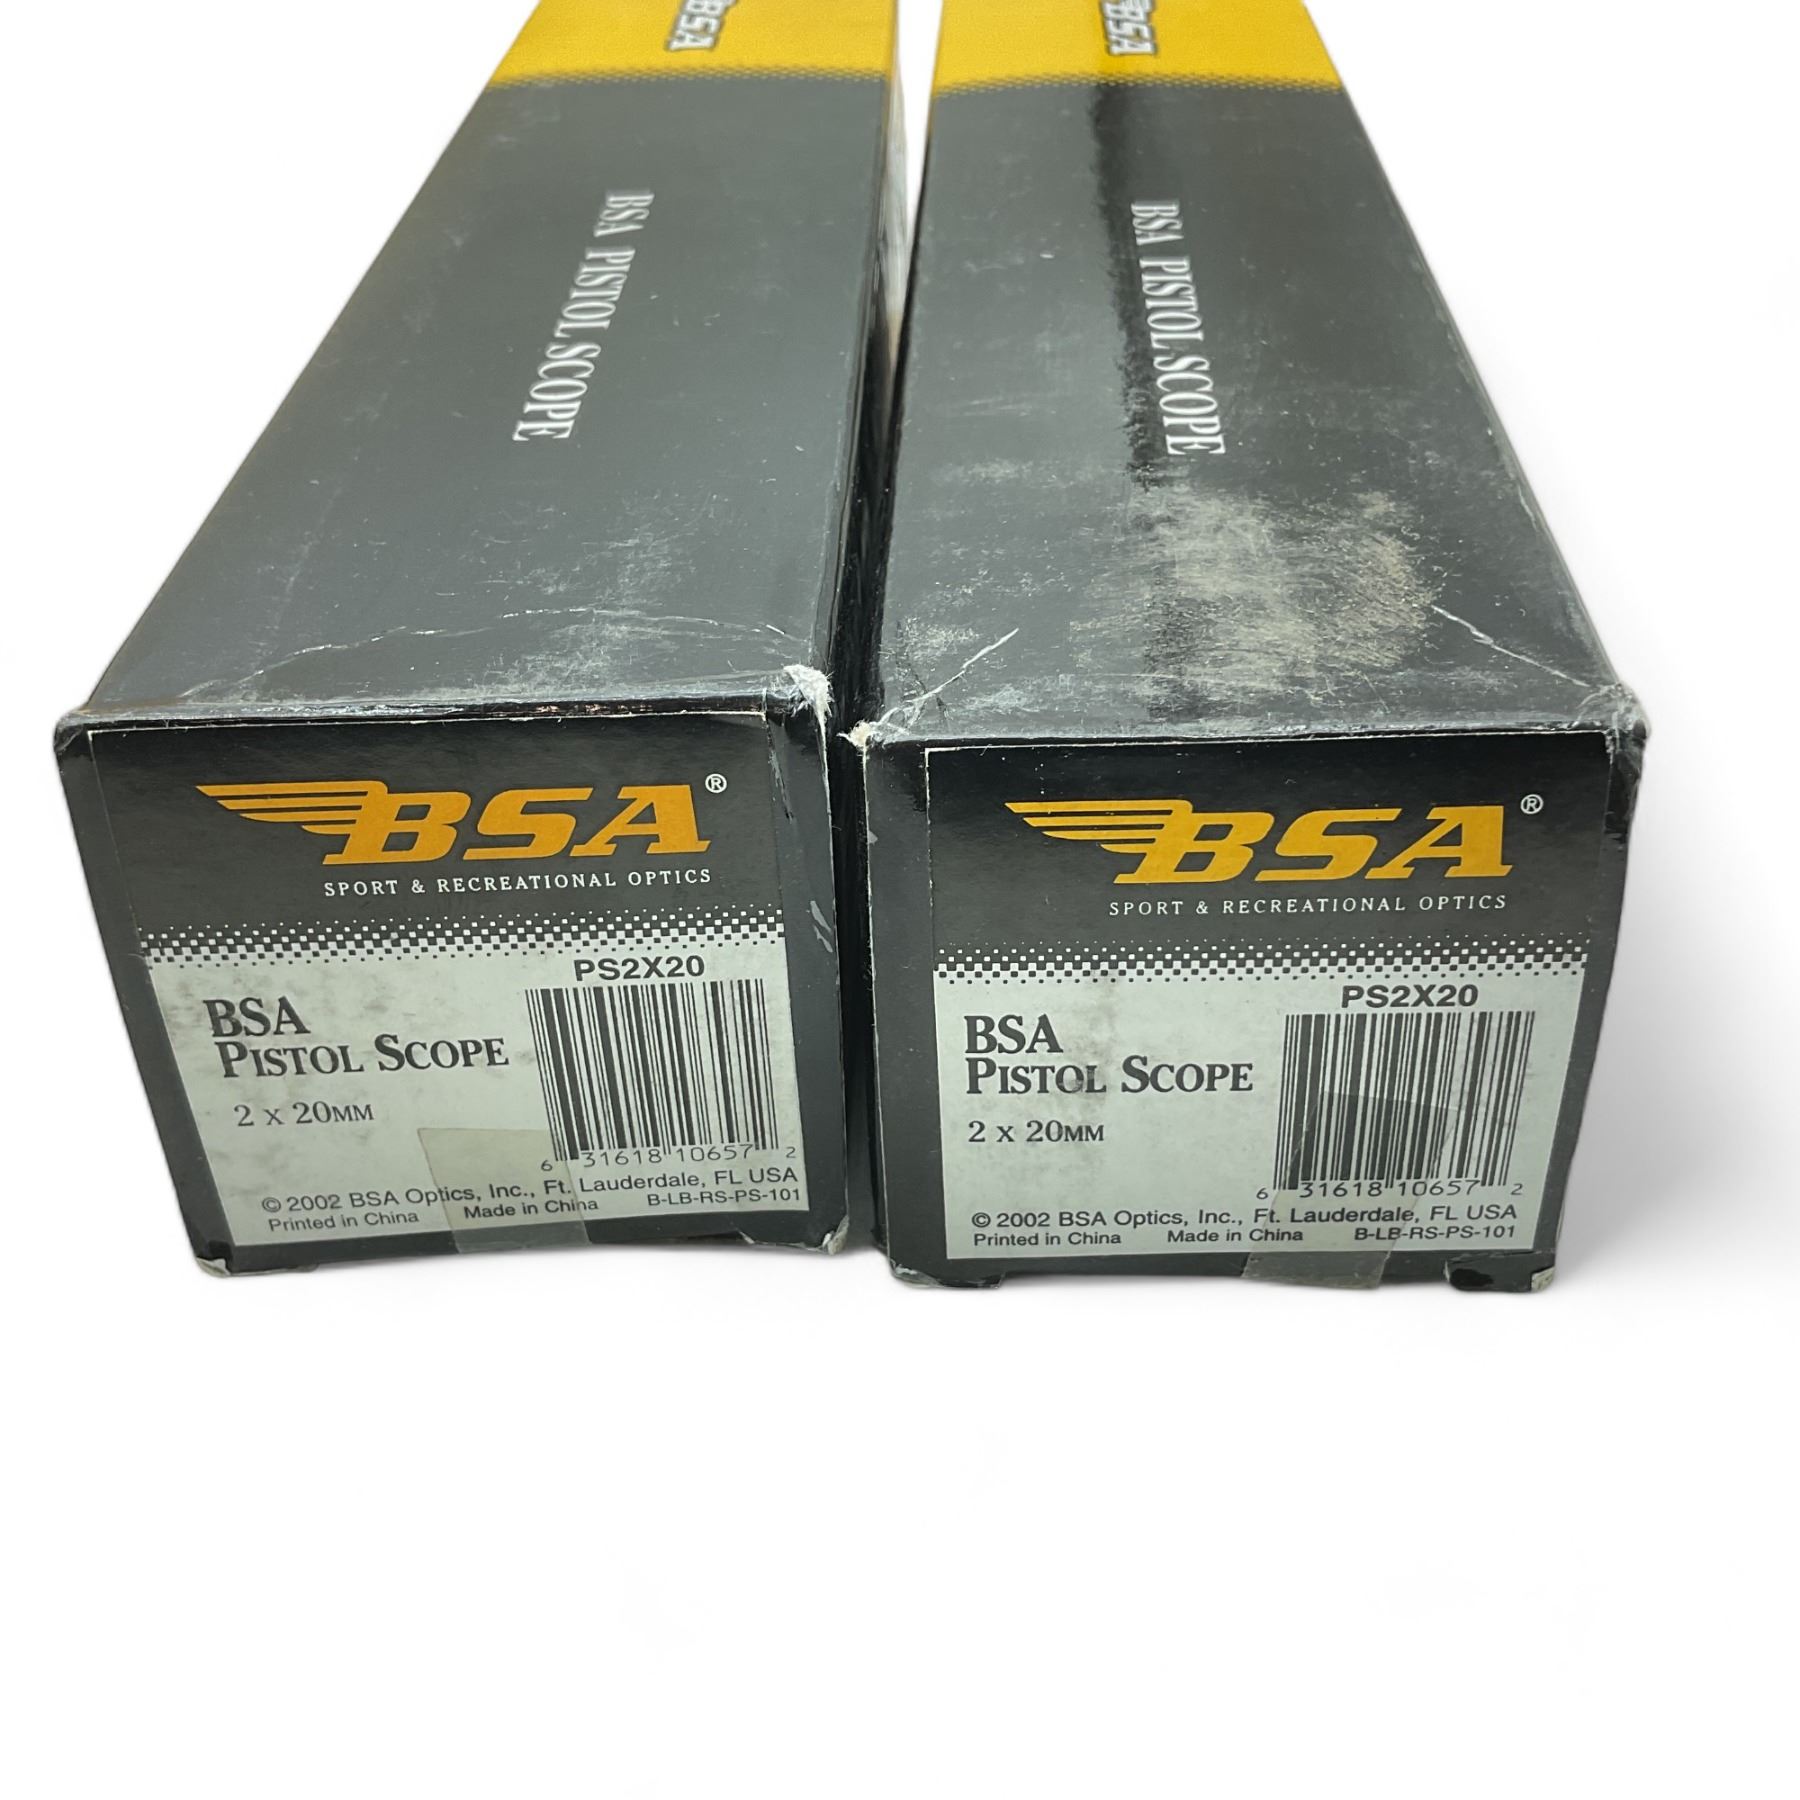 BSA
BSA PISTOL SCOPE
BSA®
SPORT & RECREATIONAL OPTICS
PS2X20
BSA
PISTOL SCOPE
2 X 20MM
6 31618 10657 2
© 2002 BSA Optics, Inc., Ft. Lauderdale, FL USA
Printed in China Made in China B-LB-RS-PS-101
BSA
BSA PISTOL SCOPE
BSA®
SPORT & RECREATIONAL OPTICS
PS2X20
BSA
PISTOL SCOPE
2 X 20MM
6 31618 10657 2
© 2002 BSA Optics, Inc., Ft. Lauderdale, FL USA
Printed in China Made in China B-LB-RS-PS-101